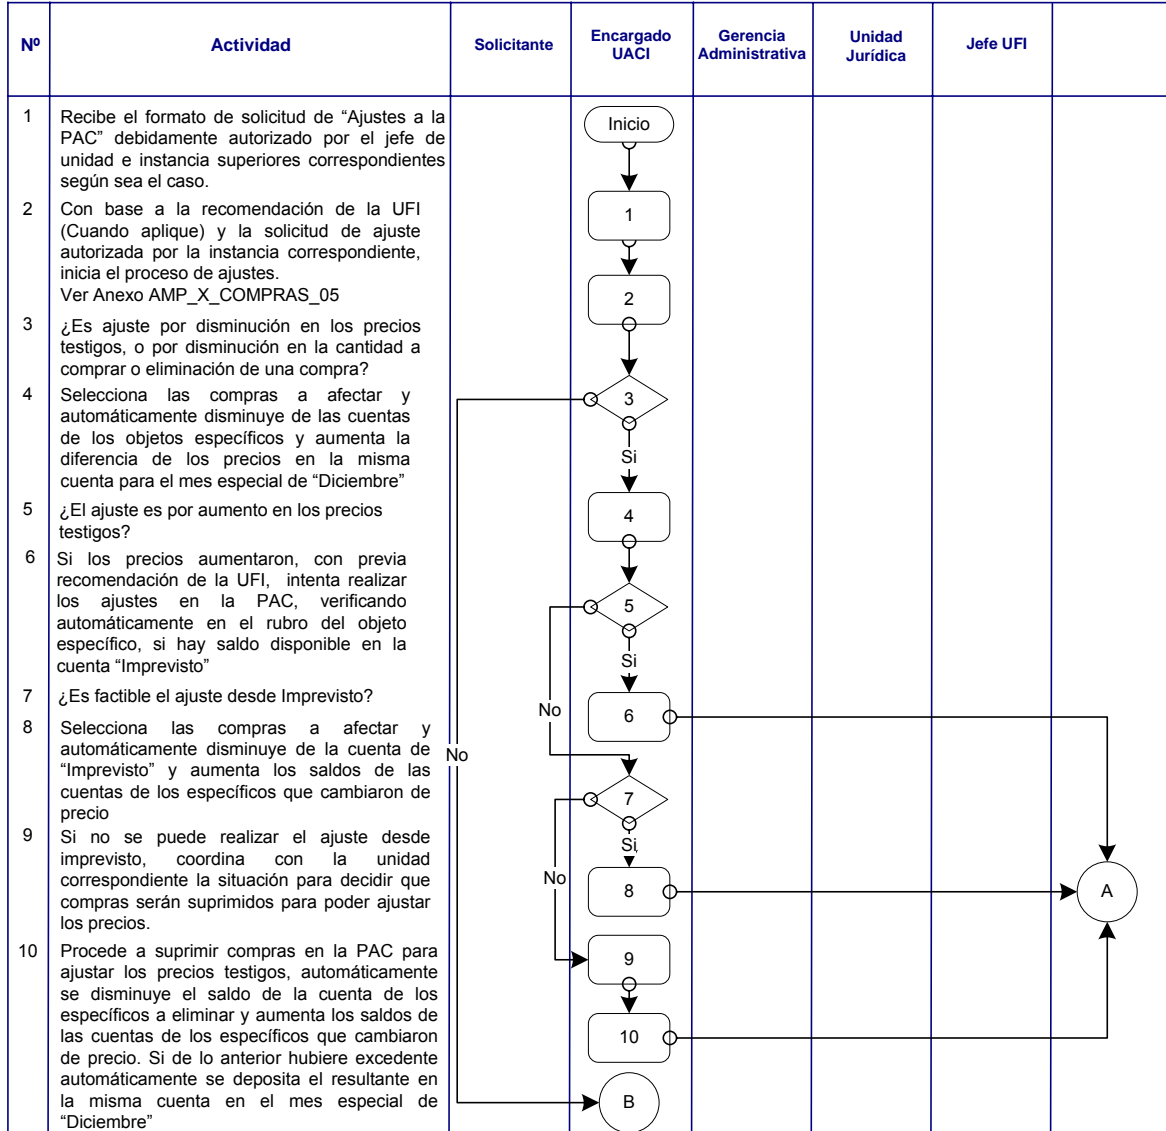 Nº
Actividad
Solicitante
Encargado
UACI
Gerencia
Administrativa
Unidad
Jurídica
Jefe UFI
1
Recibe el formato de solicitud de “Ajustes a la
PAC” debidamente autorizado por el jefe de
unidad e instancia superiores correspondientes
según sea el caso.
2
Con base a la recomendación de la UFI
(Cuando aplique) y la solicitud de ajuste
autorizada por la instancia correspondiente,
inicia el proceso de ajustes.
Ver Anexo AMP_X_COMPRAS_05
3
¿Es ajuste por disminución en los precios
testigos, o por disminución en la cantidad a
comprar o eliminación de una compra?
4
Selecciona las compras a afectar y
automáticamente disminuye de las cuentas
de los objetos específicos y aumenta la
diferencia de los precios en la misma
cuenta para el mes especial de “Diciembre”
5
¿El ajuste es por aumento en los precios
testigos?
6
Si los precios aumentaron, con previa
recomendación de la UFI, intenta realizar
los ajustes en la PAC, verificando
automáticamente en el rubro del objeto
específico, si hay saldo disponible en la
cuenta “Imprevisto”
7
¿Es factible el ajuste desde Imprevisto?
8
Selecciona las compras a afectar y
automáticamente disminuye de la cuenta de
“Imprevisto” y aumenta los saldos de las
cuentas de los específicos que cambiaron de
precio
9
Si no se puede realizar el ajuste desde
imprevisto, coordina con la unidad
correspondiente la situación para decidir que
compras serán suprimidos para poder ajustar
los precios.
10
Procede a suprimir compras en la PAC para
ajustar los precios testigos, automáticamente
se disminuye el saldo de la cuenta de los
específicos a eliminar y aumenta los saldos de
las cuentas de los específicos que cambiaron
de precio. Si de lo anterior hubiere excedente
automáticamente se deposita el resultante en
la misma cuenta en el mes especial de
“Diciembre”
Inicio
1
2
3
Si
4
5
Si
No
6
No
7
Si
No
8
A
9
10
B